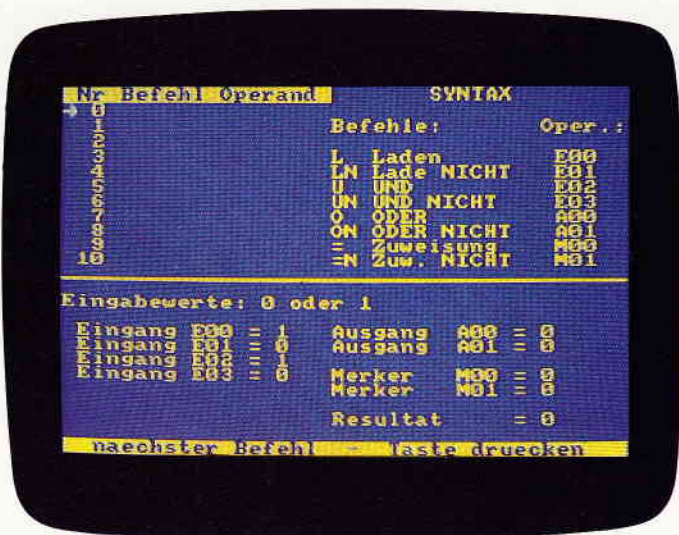 Nr Befehl Operand SYNTAX
0
1 Befehle: Oper.:
2
3 L Laden E00
4 LN Lade NICHT E01
5 U UND E02
6 UN UND NICHT E03
7 O ODER A00
8 ON ODER NICHT A01
9 = Zuweisung M00
10 =N Zuw. NICHT M01
Eingabewerte: 0 oder 1
Eingang E00 = 1 Ausgang A00 = 0
Eingang E01 = 0 Ausgang A01 = 0
Eingang E02 = 1
Eingang E03 = 0 Merker M00 = 0
Merker M01 = 0
Resultat = 0
naechster Befehl - Taste druecken